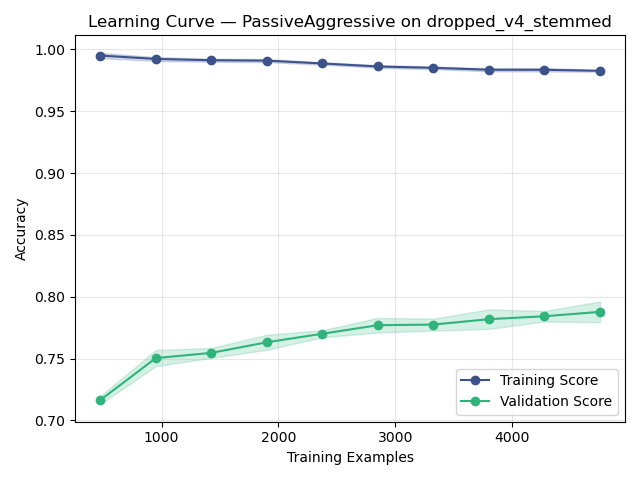 Learning Curve — PassiveAggressive on dropped_v4_stemmed
1.00
0.95
0.90
0.85
0.80
0.75
0.70
Accuracy
1000 2000 3000 4000
Training Examples
Training Score
Validation Score